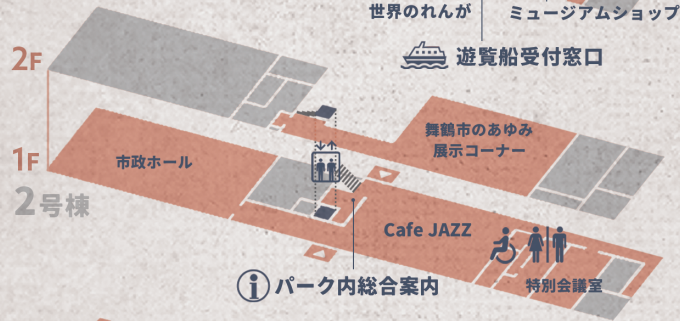 世界のれんが
ミュージアムショップ
遊覧船受付窓口
2F
舞鶴市のあゆみ
展示コーナー
1F
市政ホール
2号棟
Cafe JAZZ
パーク内総合案内
特別会議室